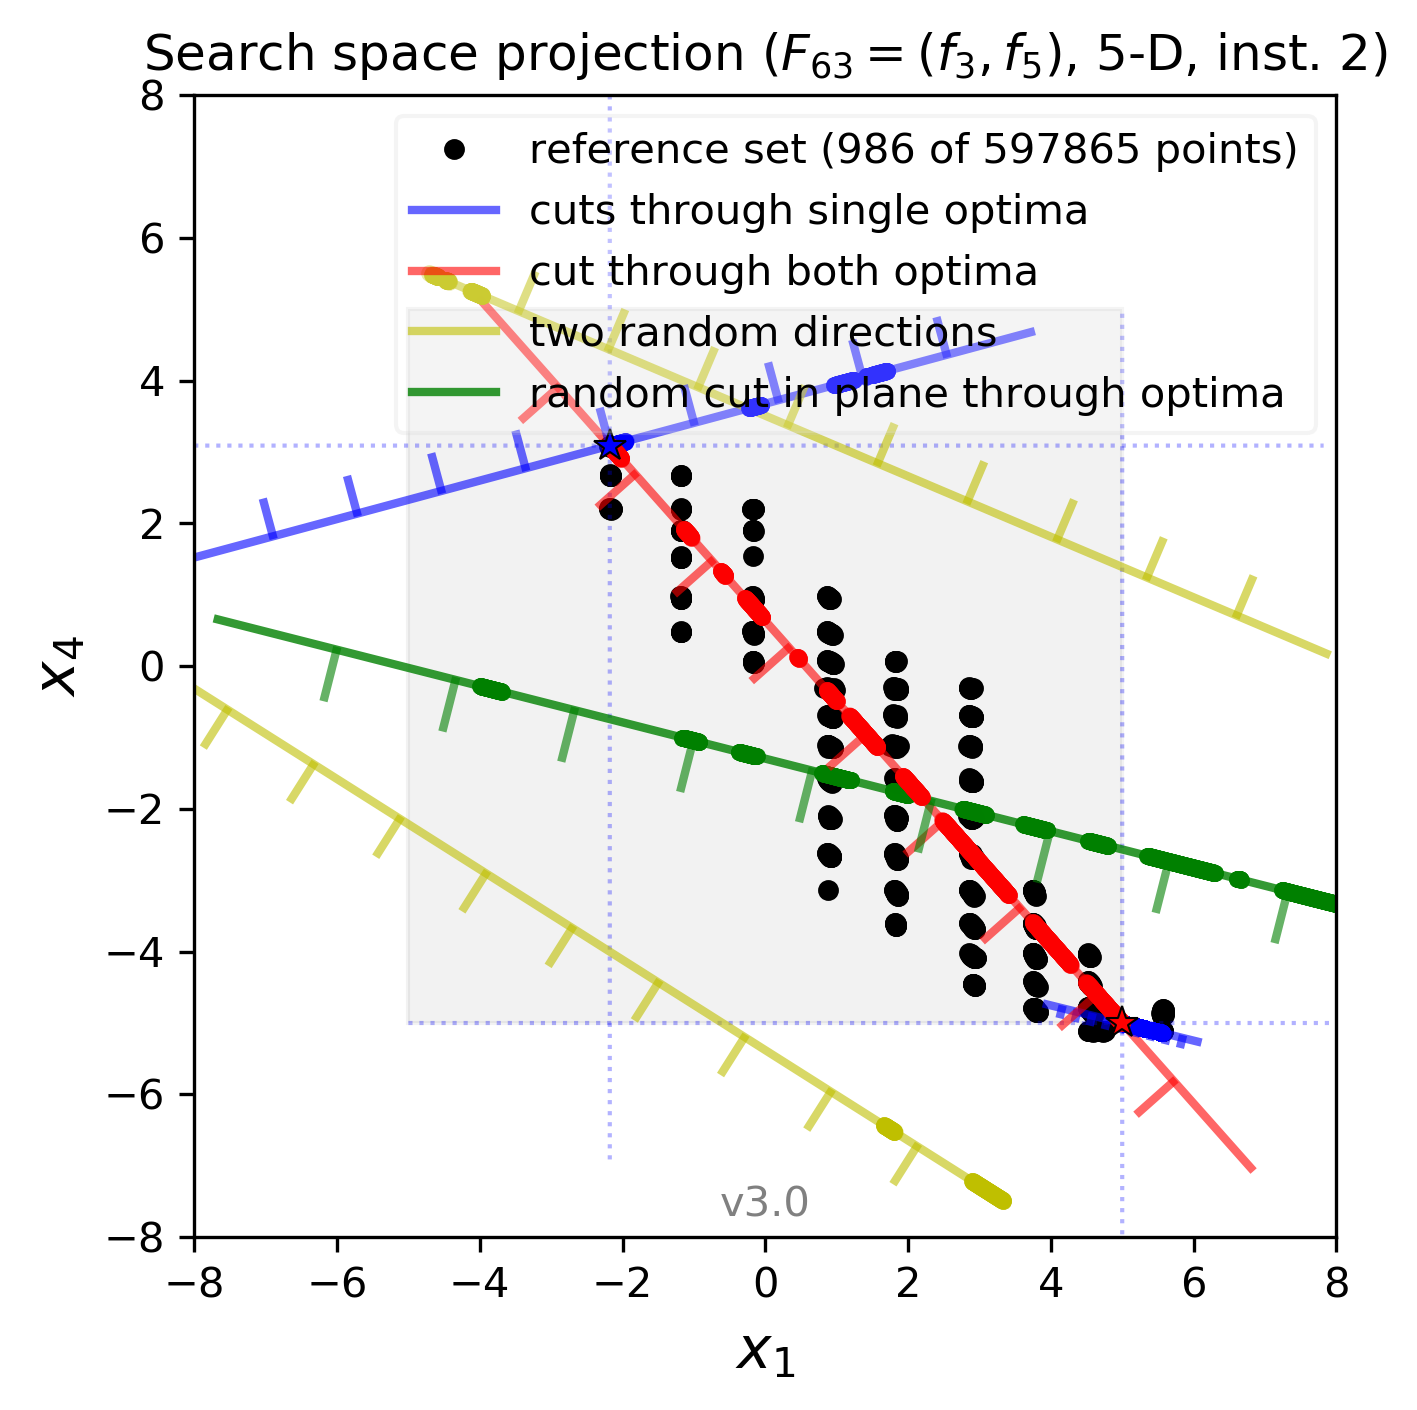 Search space projection (F₆₃ = (f₃, f₅), 5-D, inst. 2)
reference set (986 of 597865 points)
cuts through single optima
cut through both optima
two random directions
random cut in plane through optima
8
6
4
2
0
−2
−4
−6
−8
x₄
v3.0
−8 −6 −4 −2 0 2 4 6 8
x₁